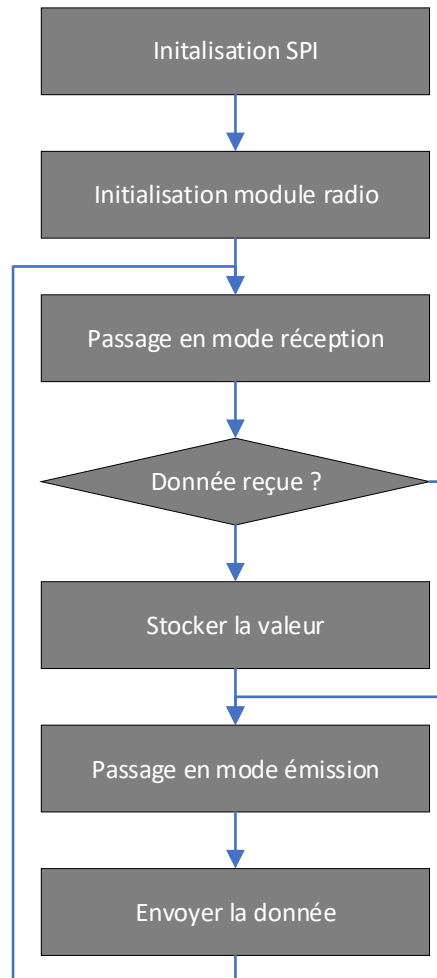 Initalisation SPI
Initialisation module radio
Passage en mode réception
Donnée reçue ?
Stocker la valeur
Passage en mode émission
Envoyer la donnée